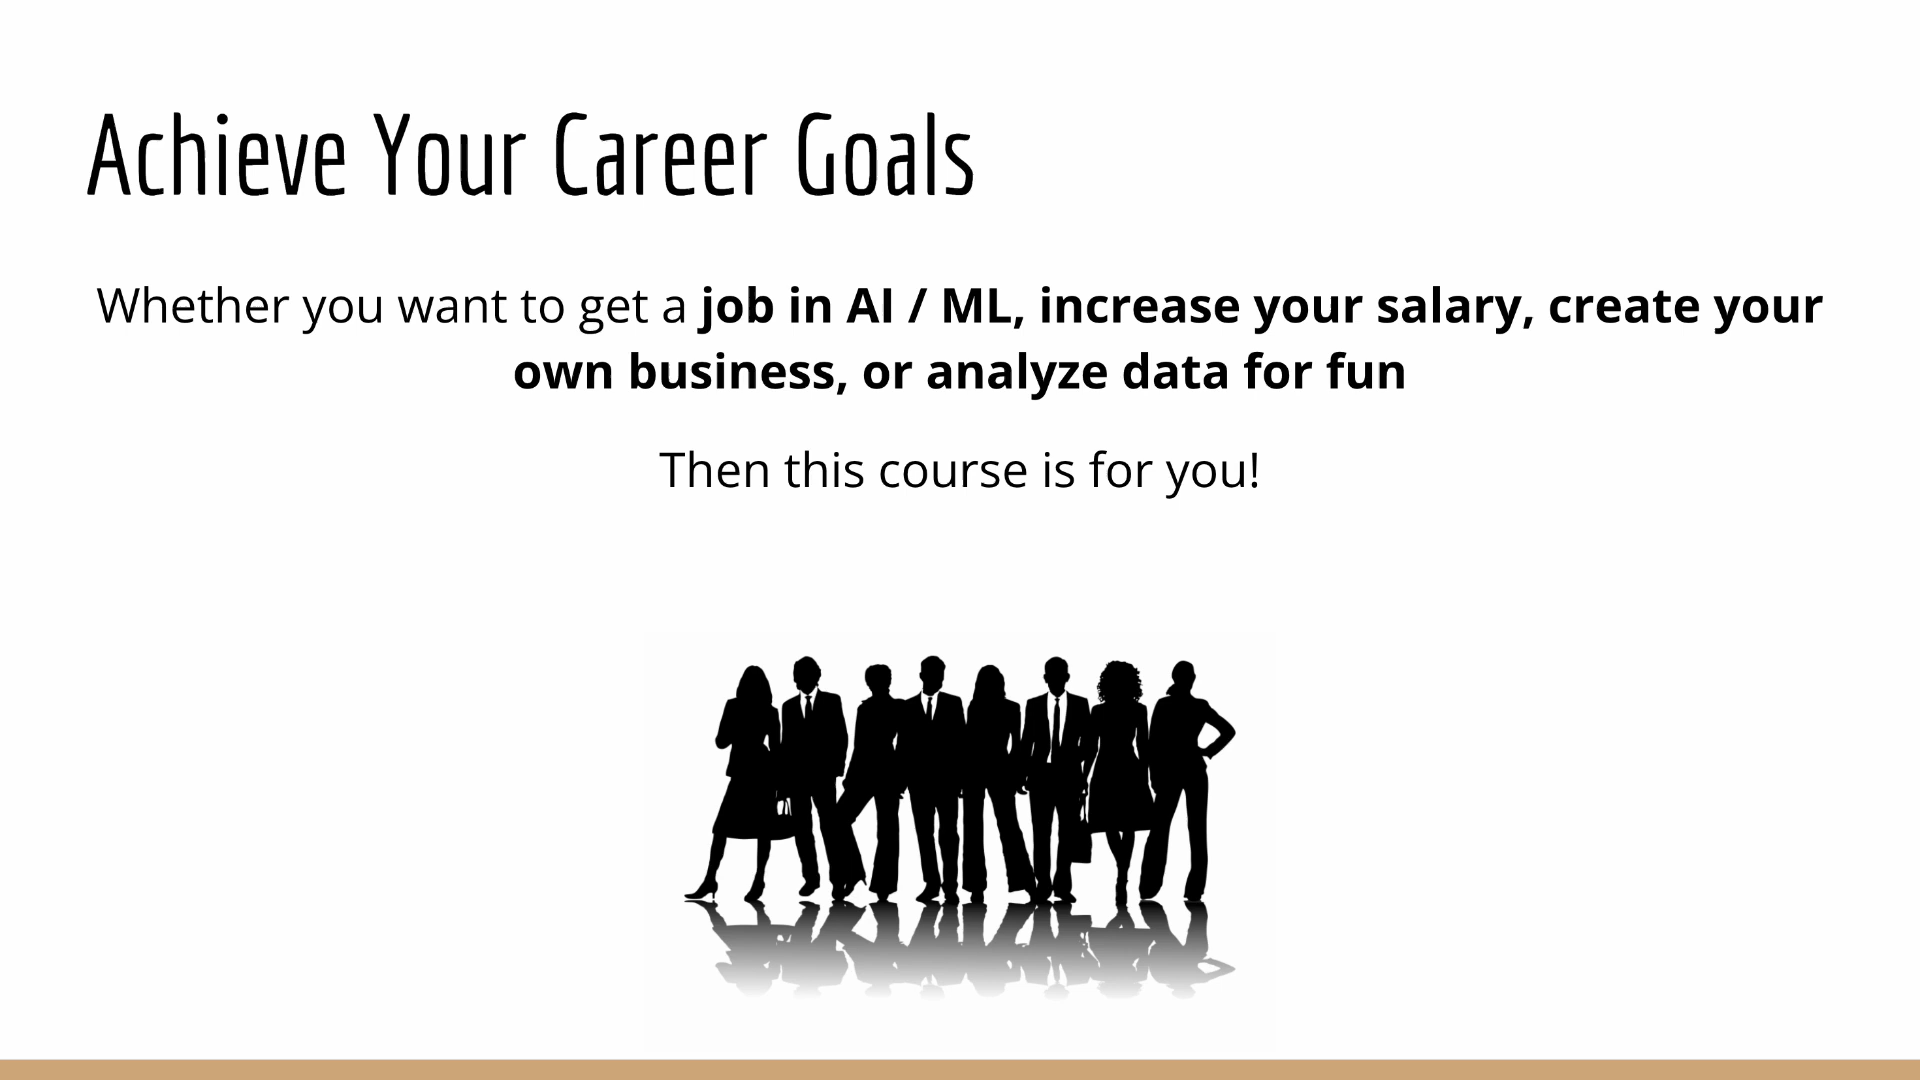 Achieve Your Career Goals
Whether you want to get a job in AI / ML, increase your salary, create your
own business, or analyze data for fun
Then this course is for you!